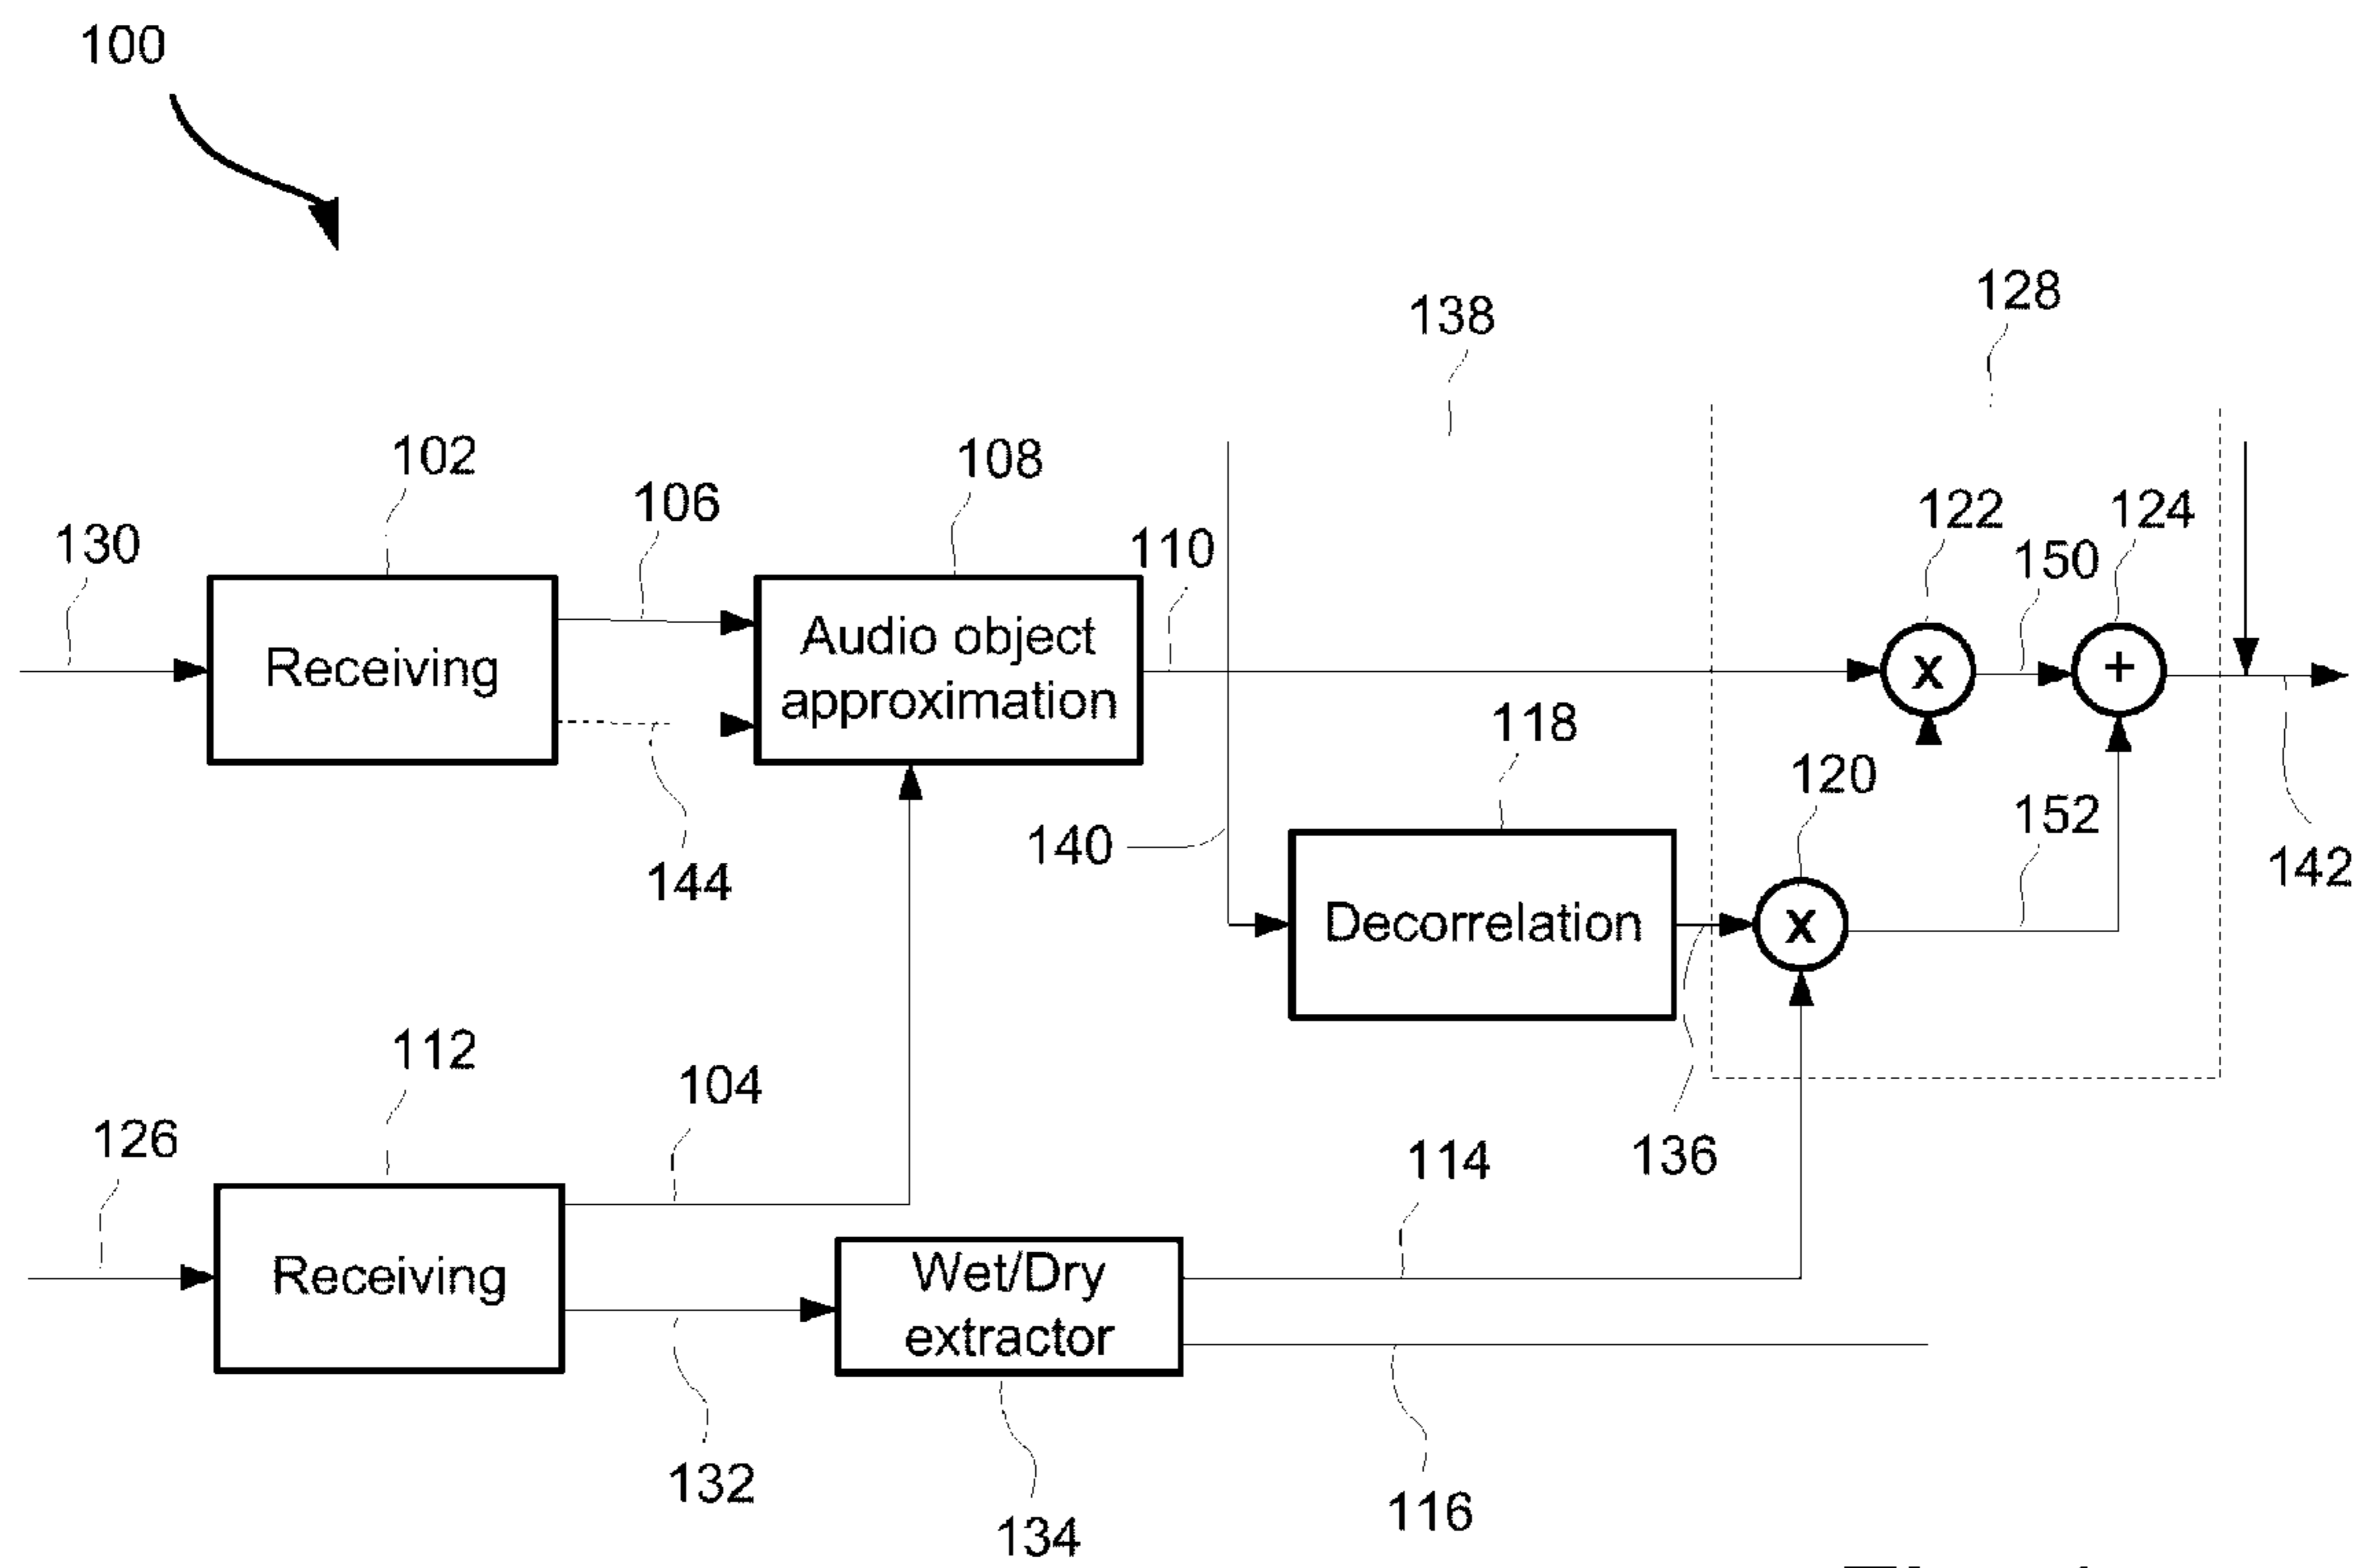 100
128
138
102
108
106
122
124
130
110
150
Receiving
Audio object
approximation
x
+
118
120
140
152
144
142
Decorrelation
x
112
104
126
114
136
Receiving
Wet/Dry
extractor
132
134
116